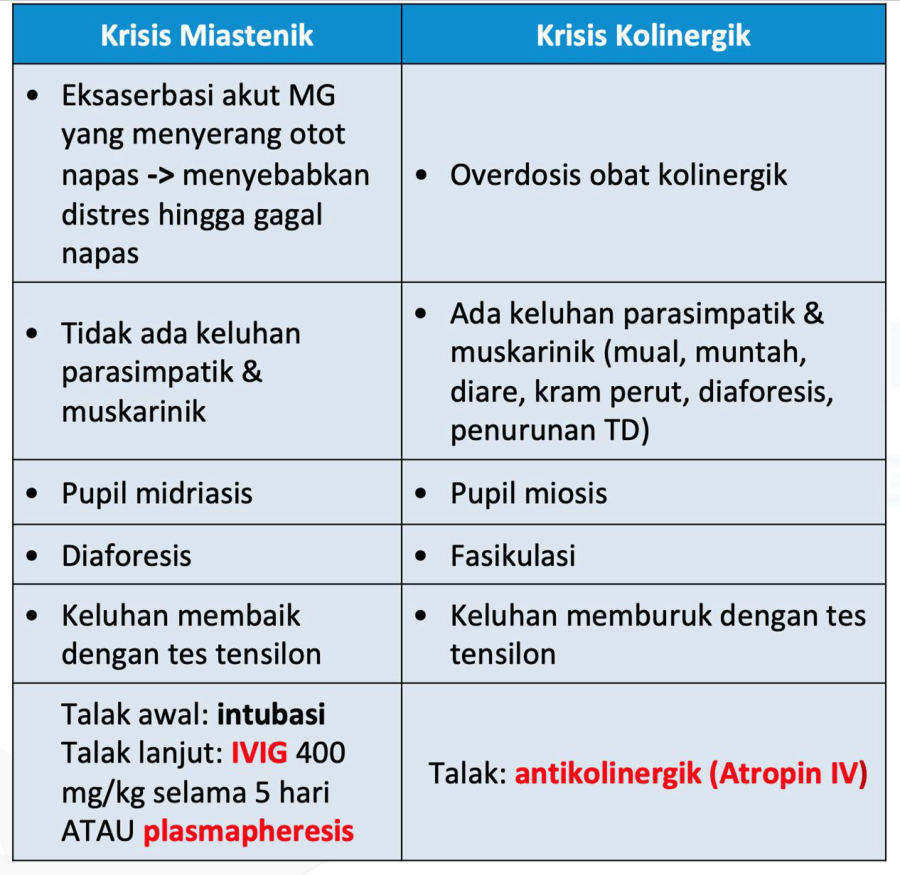 Krisis Miastenik
Krisis Kolinergik
• Eksaserbasi akut MG
yang menyerang otot
napas -> menyebabkan
distres hingga gagal
napas
• Overdosis obat kolinergik
• Tidak ada keluhan
parasimpatik &
muskarinik
• Ada keluhan parasimpatik &
muskarinik (mual, muntah,
diare, kram perut, diaforesis,
penurunan TD)
• Pupil midriasis
• Pupil miosis
• Diaforesis
• Fasikulasi
• Keluhan membaik
dengan tes tensilon
• Keluhan memburuk dengan tes
tensilon
Talak awal: intubasi
Talak lanjut: IVIG 400
mg/kg selama 5 hari
ATAU plasmapheresis
Talak: antikolinergik (Atropin IV)